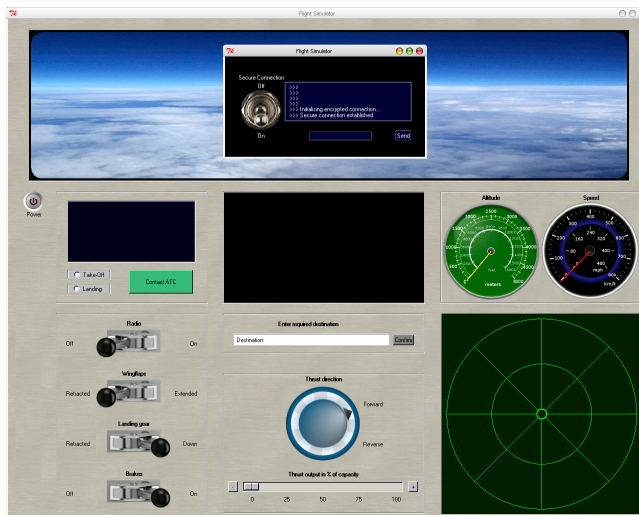 Flight Simulator
Flight Simulator
Secure Connection
Off
On
>>>
>>>
>>>
>>>
>>> Initialising encrypted connection...
>>> Secure connection established
Send
Power
Take-Off
Landing
Contact ATC
Altitude
feet
meters
Speed
mph
km/h
Radio
Off
On
Wingflaps
Retracted
Extended
Landing gear
Retracted
Down
Brakes
Off
On
Enter required destination
Destination:
Confirm
Thrust direction
Forward
Reverse
Thrust output in % of capacity
-
+
0 25 50 75 100